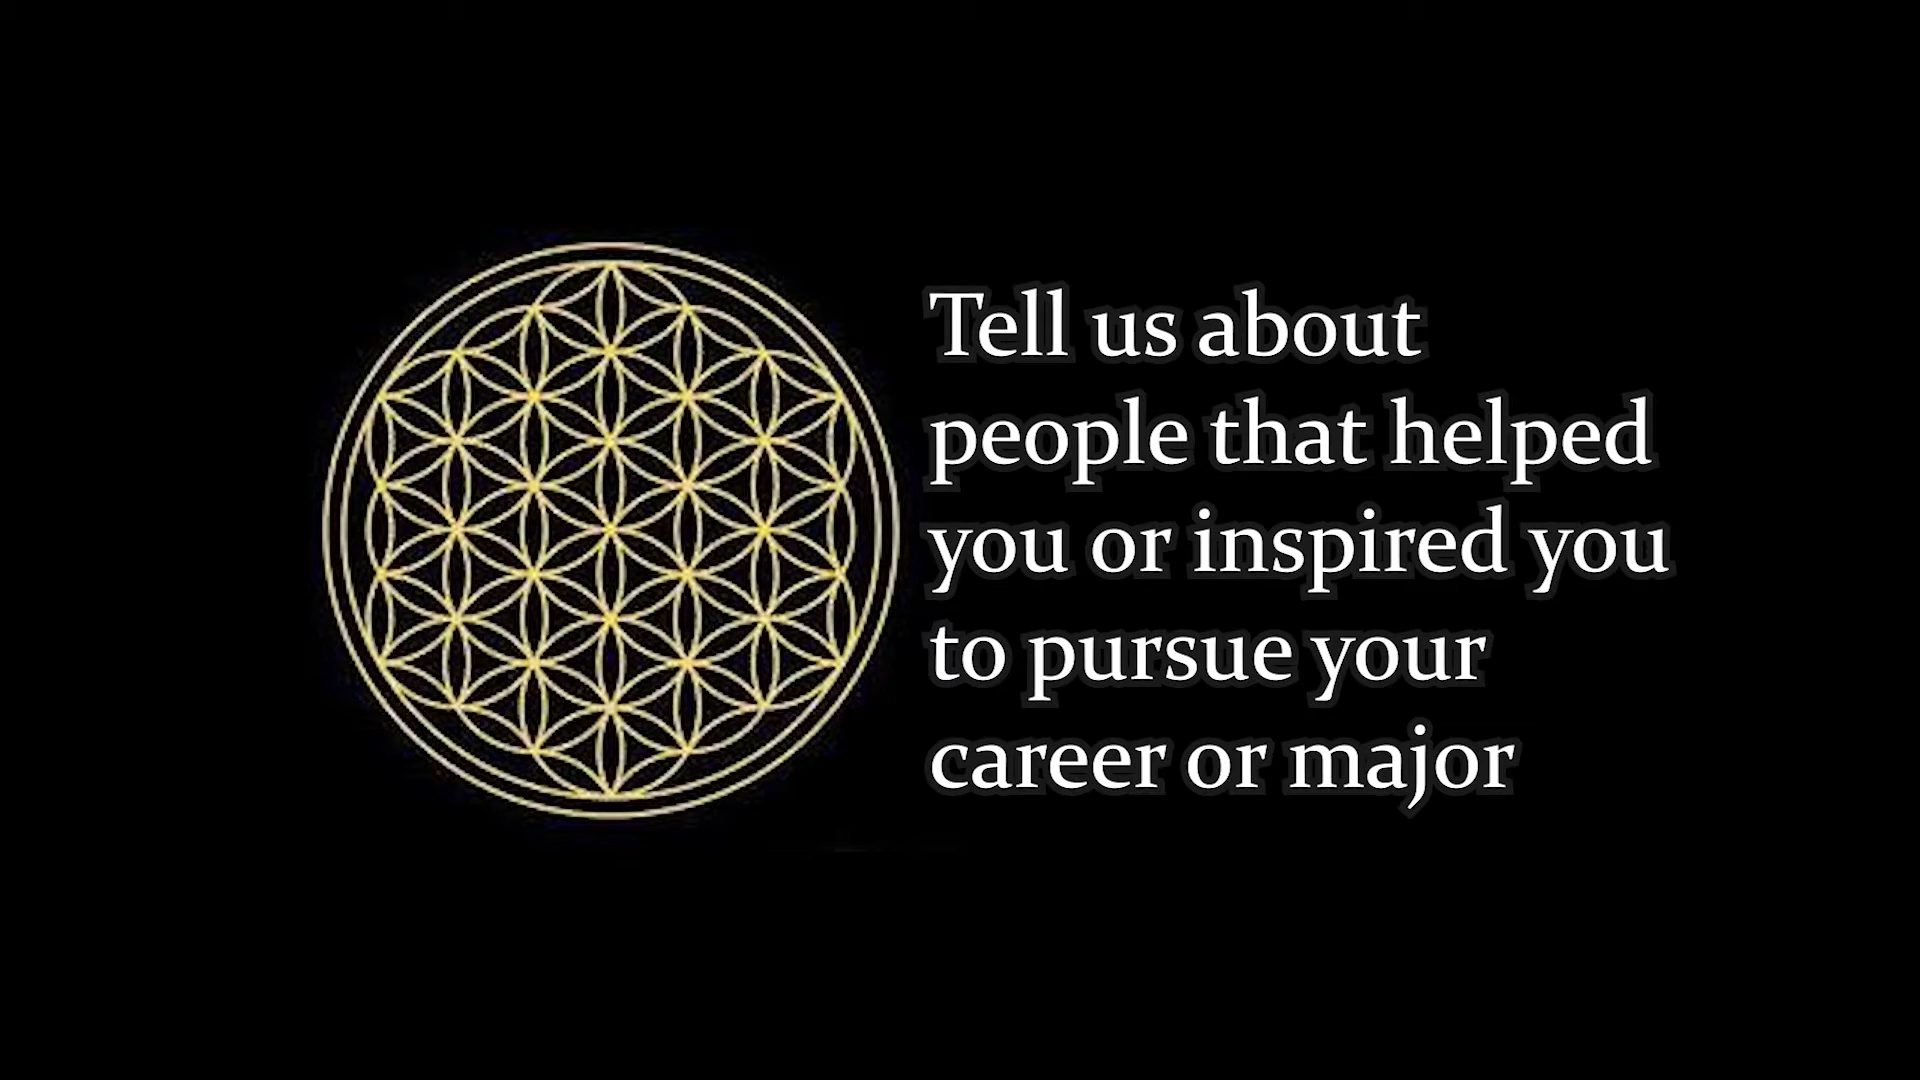 Tell us about
people that helped
you or inspired you
to pursue your
career or major